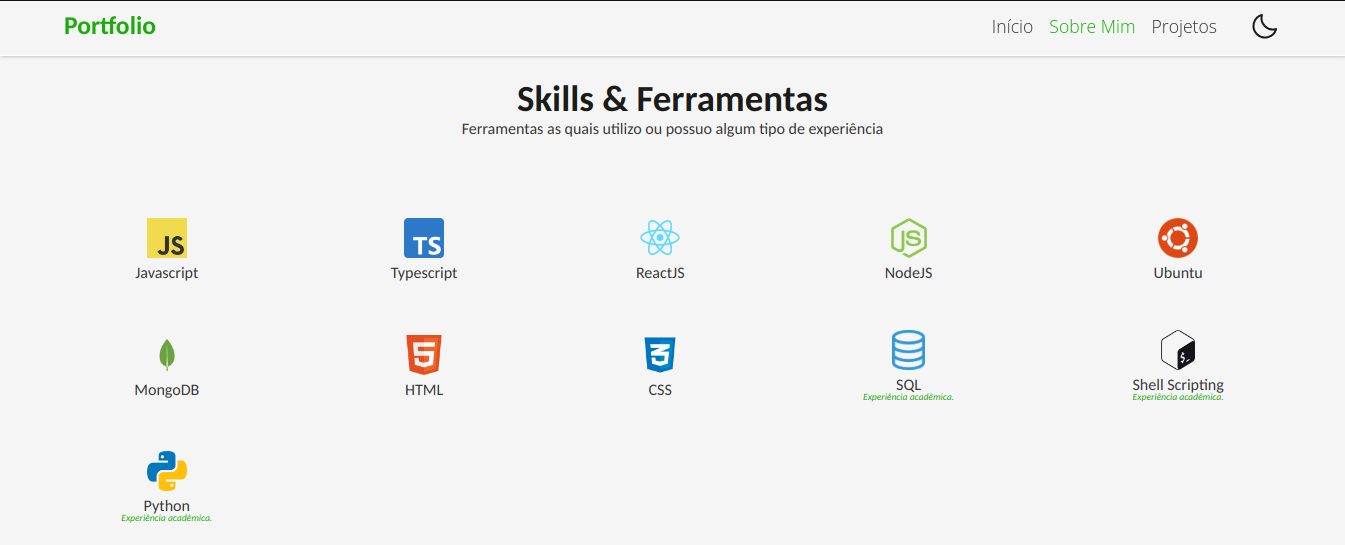 Portfolio
Início Sobre Mim Projetos
Skills & Ferramentas
Ferramentas as quais utilizo ou possuo algum tipo de experiência
JS TS JS
Javascript Typescript ReactJS NodeJS Ubuntu
5 3 $_
MongoDB HTML CSS SQL Shell Scripting
Experiência acadêmica. Experiência acadêmica.
Python
Experiência acadêmica.